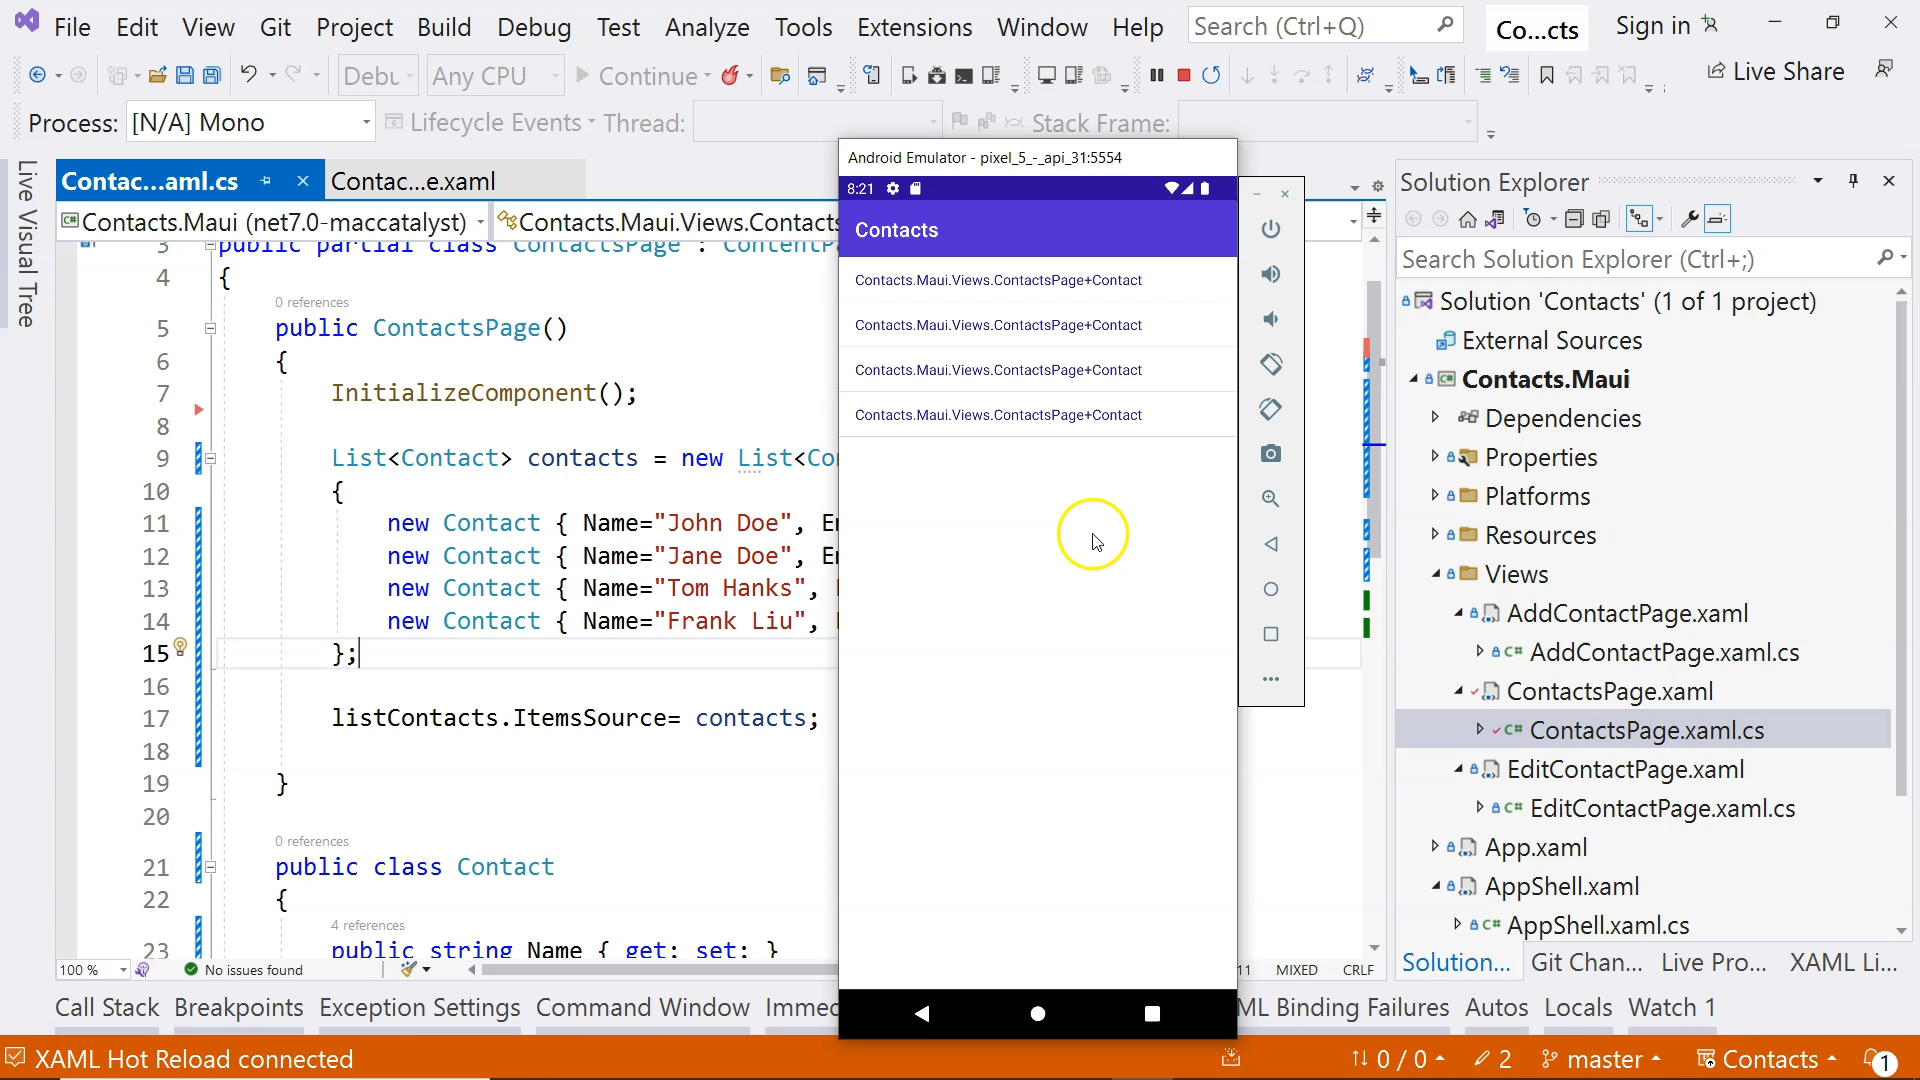 File Edit View Git Project Build Debug Test Analyze Tools Extensions Window Help Search (Ctrl+Q) Co...cts Sign in
Debu Any CPU Continue Live Share
Process: [N/A] Mono Lifecycle Events Thread: Stack Frame:
Live Visual Tree
Contac...aml.cs Contac...e.xaml
Contacts.Maui (net7.0-maccatalyst) Contacts.Maui.Views.Contacts
3 public partial class ContactsPage : ContentPa
4 {
0 references
5 public ContactsPage()
6 {
7 InitializeComponent();
8
9 List<Contact> contacts = new List<Co
10 {
11 new Contact { Name="John Doe", E
12 new Contact { Name="Jane Doe", E
13 new Contact { Name="Tom Hanks",
14 new Contact { Name="Frank Liu",
15 };
16
17 listContacts.ItemsSource= contacts;
18
19 }
20
0 references
21 public class Contact
22 {
4 references
23 public string Name { get; set; }
100 % No issues found 11 MIXED CRLF
Android Emulator - pixel_5_-_api_31:5554
8:21
Contacts
Contacts.Maui.Views.ContactsPage+Contact
Contacts.Maui.Views.ContactsPage+Contact
Contacts.Maui.Views.ContactsPage+Contact
Contacts.Maui.Views.ContactsPage+Contact
Solution Explorer
Search Solution Explorer (Ctrl+;)
Solution 'Contacts' (1 of 1 project)
External Sources
Contacts.Maui
Dependencies
Properties
Platforms
Resources
Views
AddContactPage.xaml
AddContactPage.xaml.cs
ContactsPage.xaml
ContactsPage.xaml.cs
EditContactPage.xaml
EditContactPage.xaml.cs
App.xaml
AppShell.xaml
AppShell.xaml.cs
Solution... Git Chan... Live Pro... XAML Li...
Call Stack Breakpoints Exception Settings Command Window Immed ML Binding Failures Autos Locals Watch 1
XAML Hot Reload connected 0 / 0 2 master Contacts 1